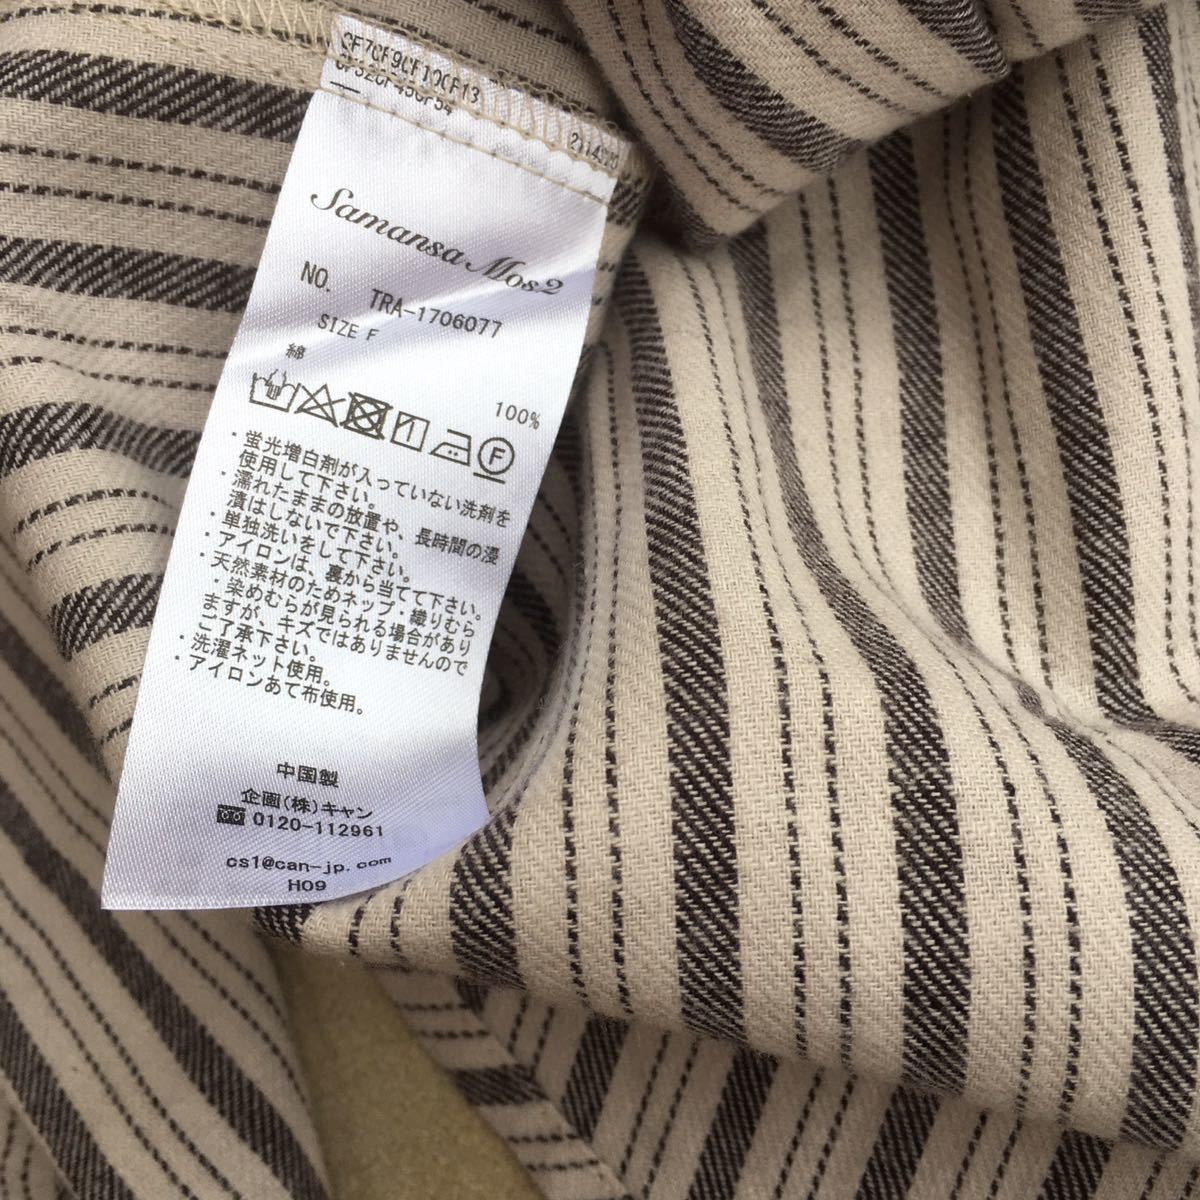 CF7CF9CF10CF13
CF32CF45CF54
Samansa Mos2
NO. TRA-1706077
SIZE F
綿 100%
F
・蛍光増白剤が入っていない洗剤を
使用して下さい。
・濡れたままの放置や、長時間の浸
漬はしないで下さい。
・単独洗いをして下さい。
・アイロンは、裏から当てて下さい。
・天然素材のためネップ・織りむら
・染めむらが見られる場合があり
ますが、キズではありませんので
ご了承下さい。
・洗濯ネット使用。
・アイロンあて布使用。
中国製
企画(株)キャン
0120-112961
cs1@can-jp.com
H09